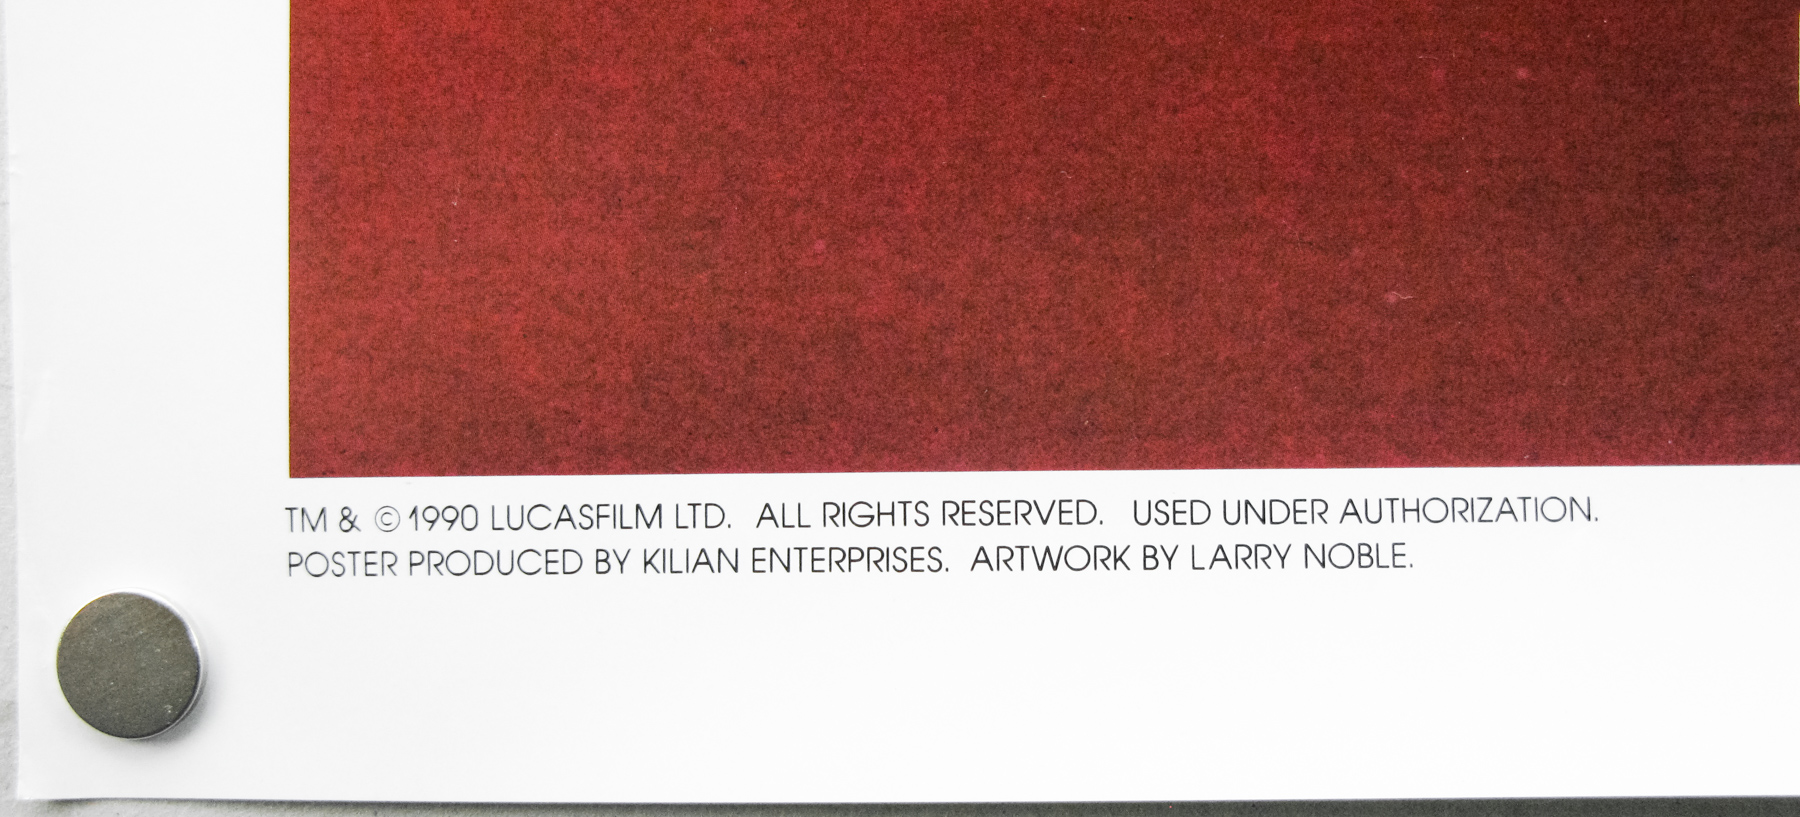 TM & © 1990 LUCASFILM LTD. ALL RIGHTS RESERVED. USED UNDER AUTHORIZATION.
POSTER PRODUCED BY KILIAN ENTERPRISES. ARTWORK BY LARRY NOBLE.